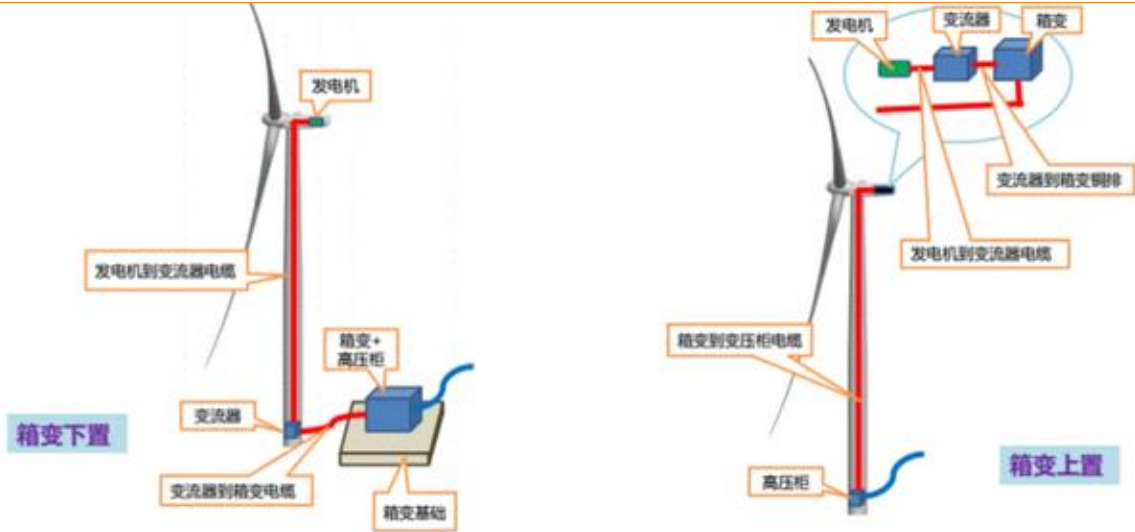 发电机
发电机到变流器电缆
箱变+
高压柜
变流器
箱变下置
变流器到箱变电缆
箱变基础
发电机
变流器
箱变
变流器到箱变铜排
发电机到变流器电缆
箱变到变压柜电缆
高压柜
箱变上置